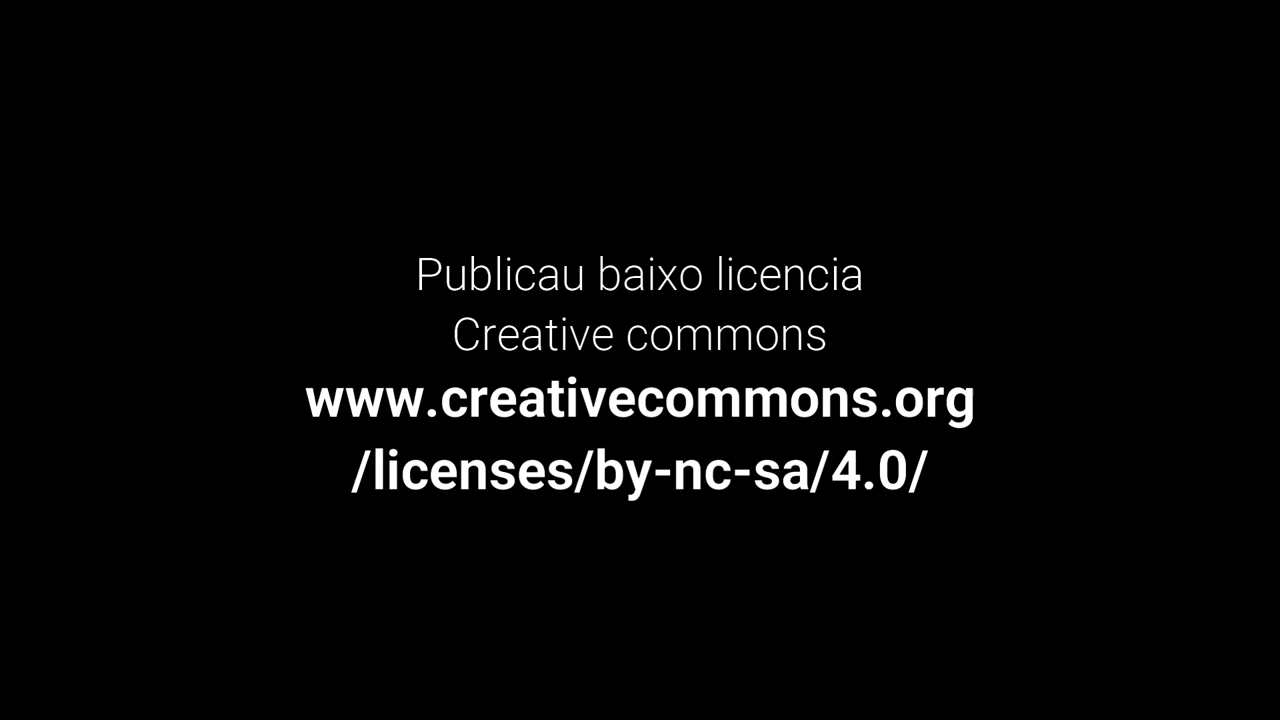 Publicau baixo licencia
Creative commons
www.creativecommons.org
/licenses/by-nc-sa/4.0/